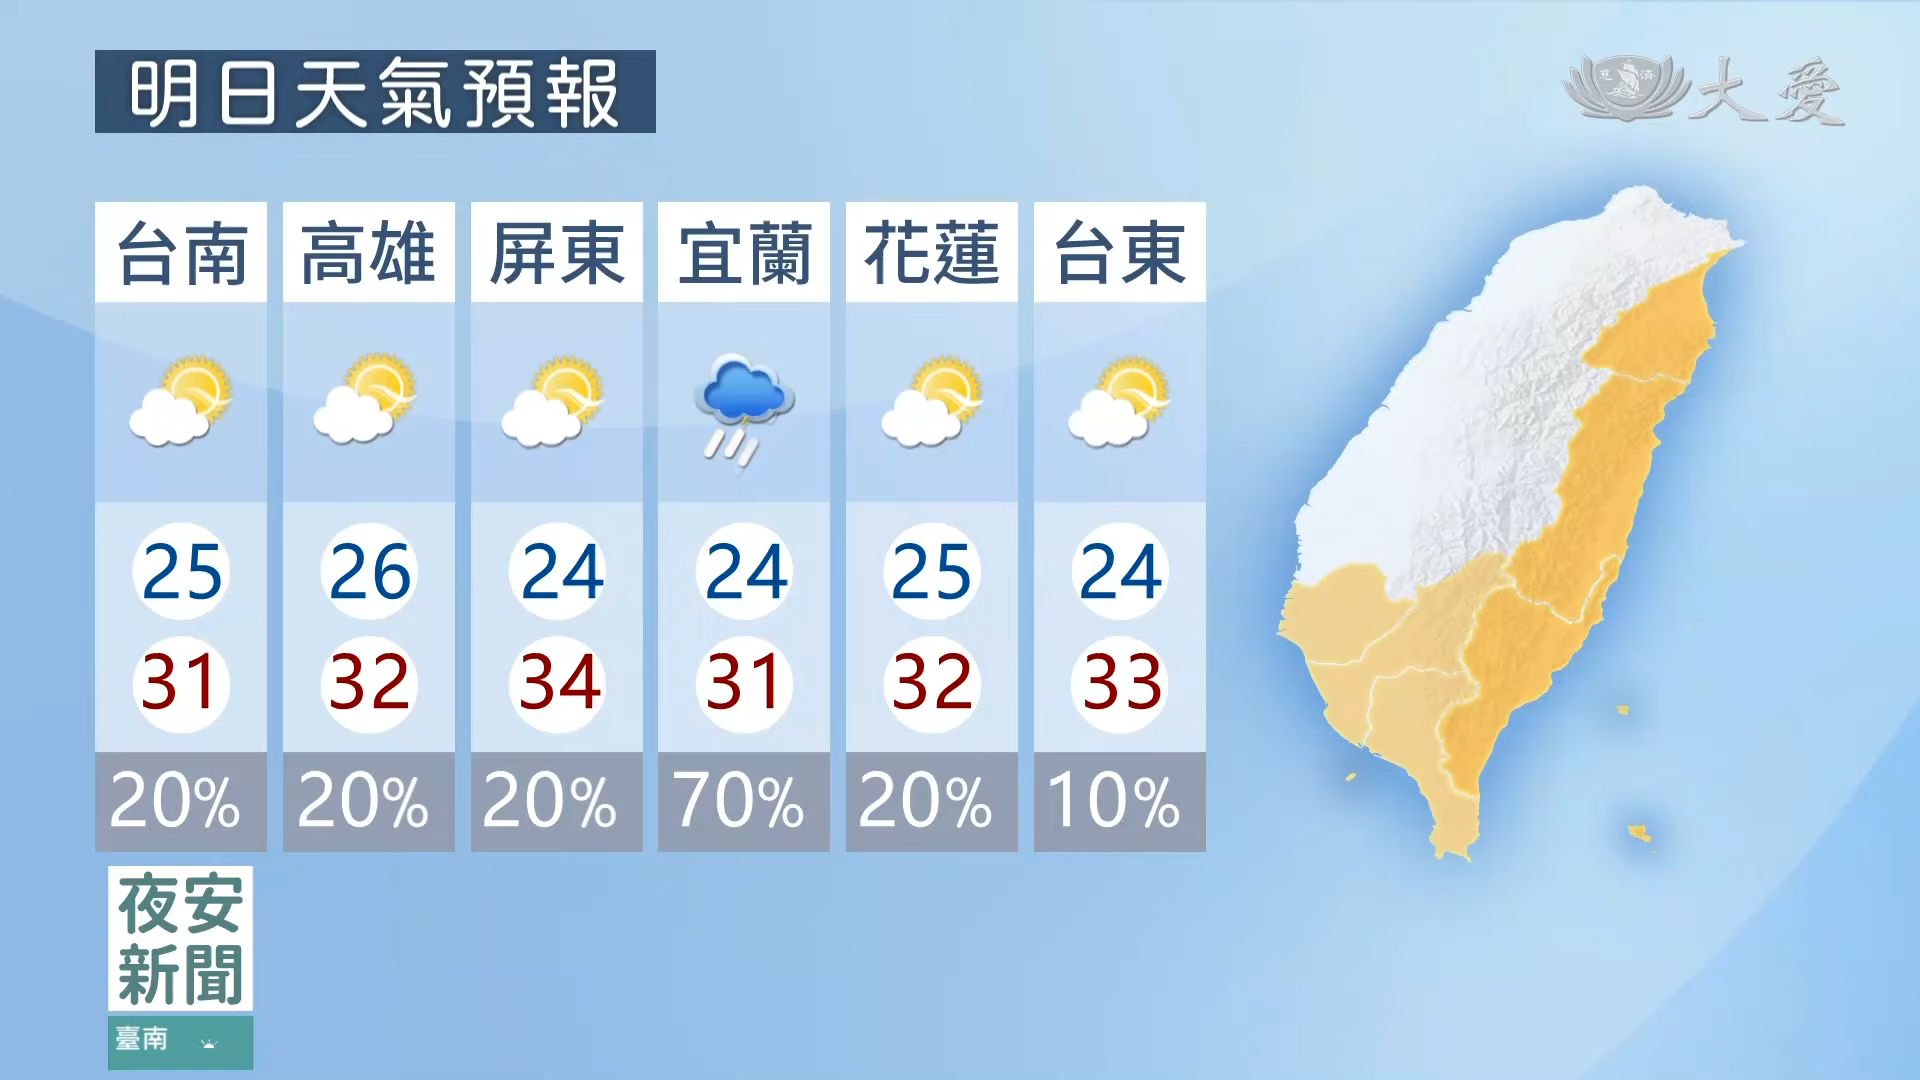 明日天氣預報
大愛
慈濟
台南 高雄 屏東 宜蘭 花蓮 台東
25 26 24 24 25 24
31 32 34 31 32 33
20% 20% 20% 70% 20% 10%
夜安
新聞
臺南